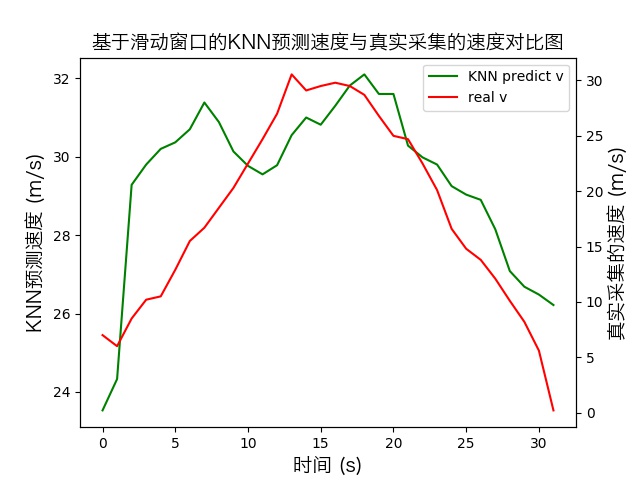 基于滑动窗口的KNN预测速度与真实采集的速度对比图
KNN predict v
real v
KNN预测速度 (m/s)
32
30
28
26
24
30
25
20
15
10
5
0
真实采集的速度 (m/s)
0 5 10 15 20 25 30
时间 (s)